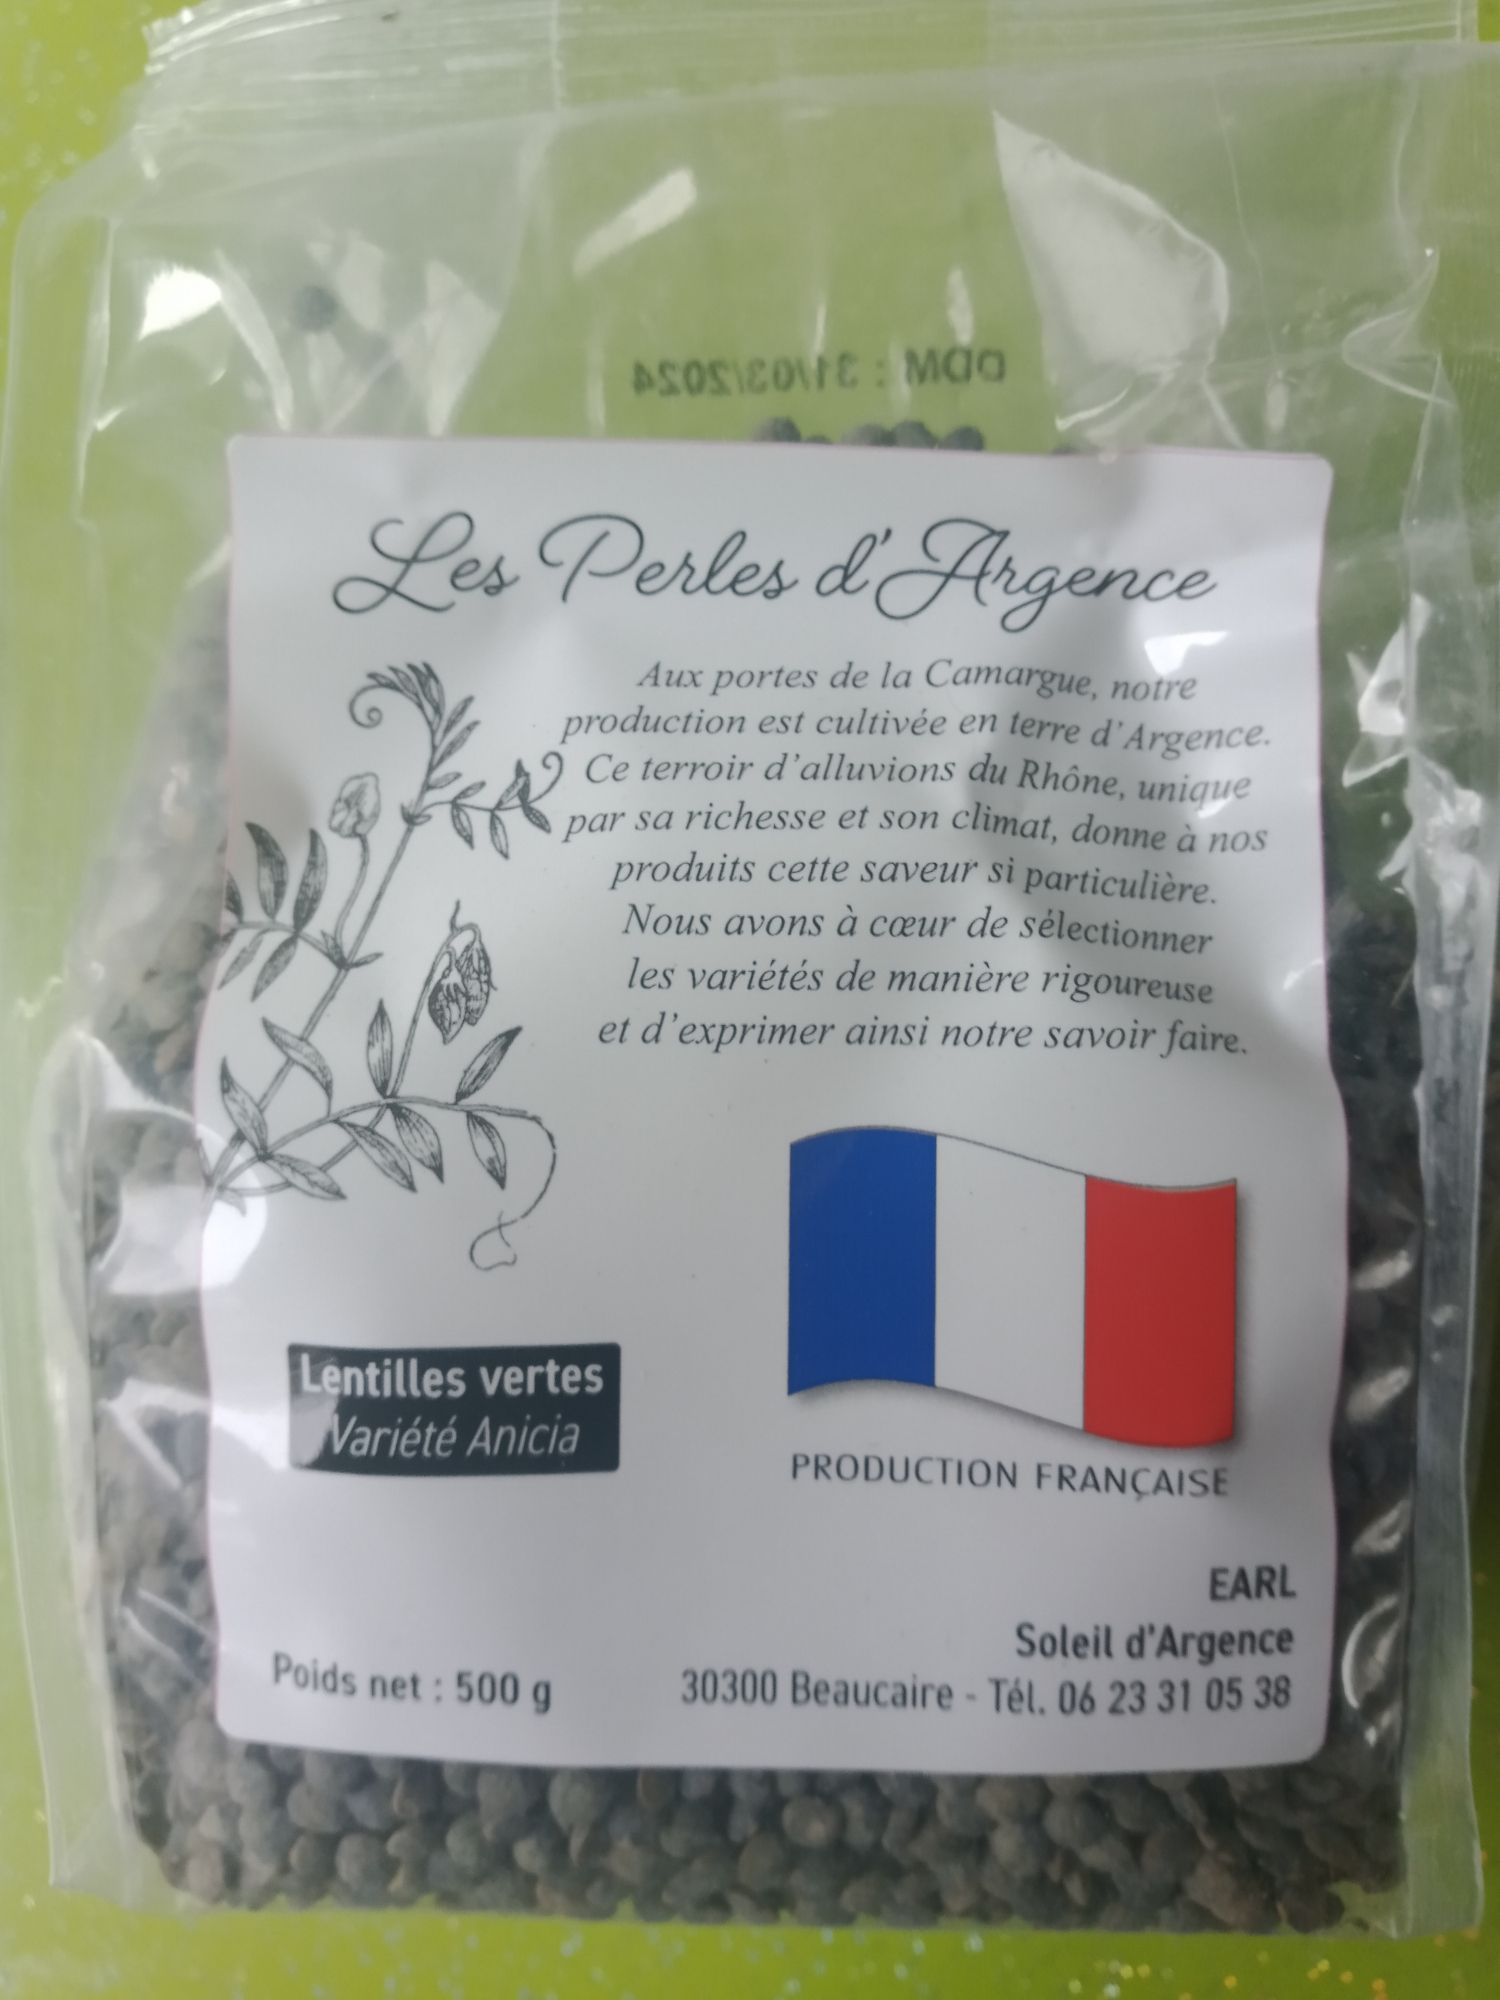 DDM : 31/03/2024
Les Perles d'Argence
Aux portes de la Camargue, notre
production est cultivée en terre d'Argence.
Ce terroir d'alluvions du Rhône, unique
par sa richesse et son climat, donne à nos
produits cette saveur si particulière.
Nous avons à cœur de sélectionner
les variétés de manière rigoureuse
et d'exprimer ainsi notre savoir faire.
Lentilles vertes
Variété Anicia
PRODUCTION FRANÇAISE
EARL
Soleil d'Argence
Poids net : 500 g
30300 Beaucaire - Tél. 06 23 31 05 38